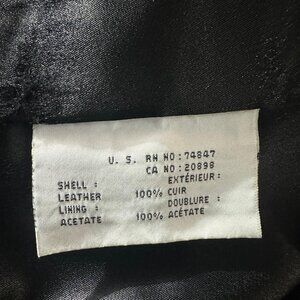 U. S. RN NO:74847
CA NO:20898
SHELL : EXTÉRIEUR :
LEATHER 100% CUIR
LINING : DOUBLURE :
ACETATE 100% ACÉTATE